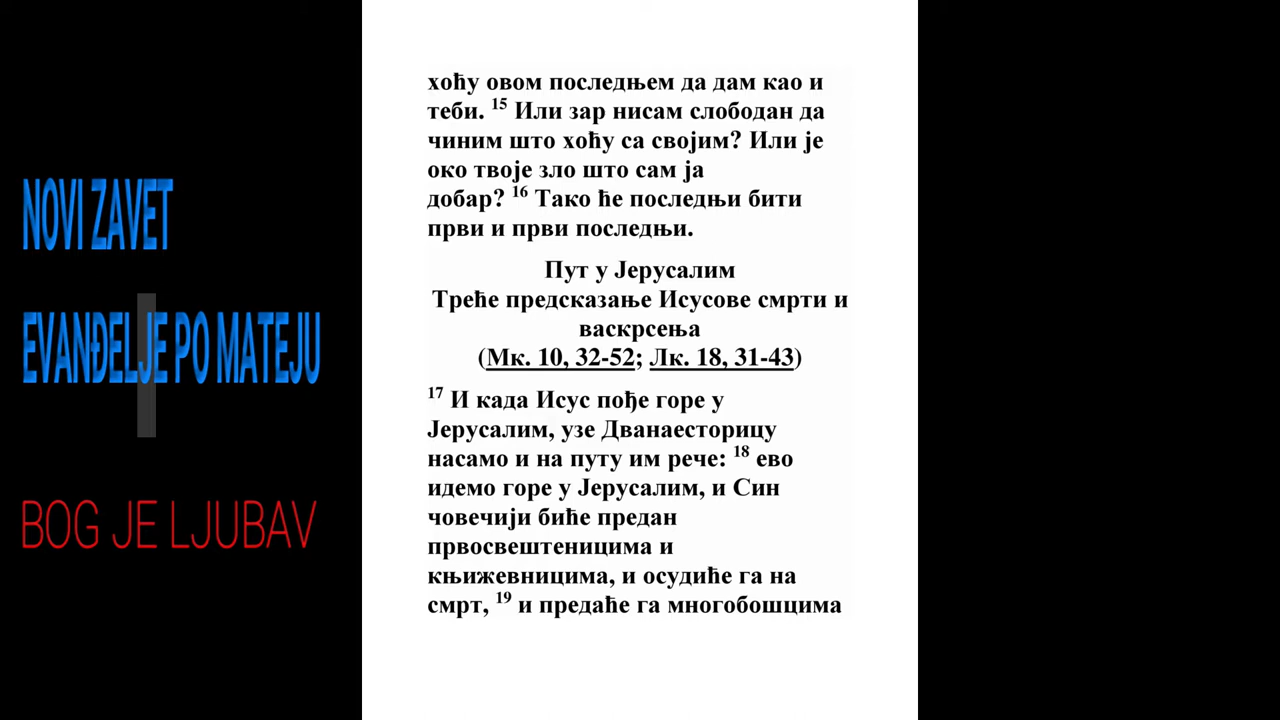 NOVI ZAVET
EVANĐELJE PO MATEJU
BOG JE LJUBAV
хоћу овом последњем да дам као и
теби. 15 Или зар нисам слободан да
чиним што хоћу са својим? Или је
око твоје зло што сам ја
добар? 16 Тако ће последњи бити
први и први последњи.
Пут у Јерусалим
Треће предсказање Исусове смрти и
васкрсења
(Мк. 10, 32-52; Лк. 18, 31-43)
17 И када Исус пође горе у
Јерусалим, узе Дванаесторицу
насамо и на путу им рече: 18 ево
идемо горе у Јерусалим, и Син
човечији биће предан
првосвештеницима и
књижевницима, и осудиће га на
смрт, 19 и предаће га многобошцима